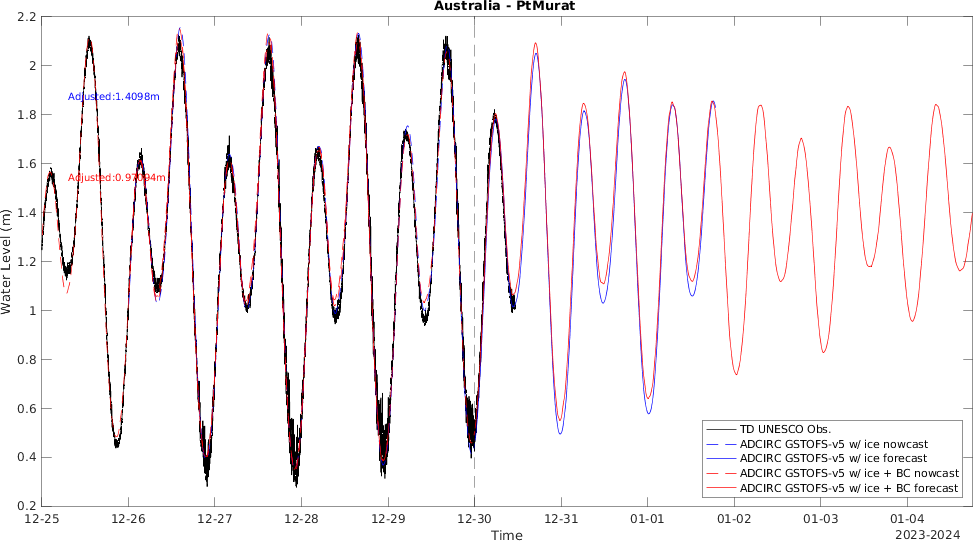 Australia - PtMurat
2.2
2
1.8
1.6
1.4
1.2
1
0.8
0.6
0.4
0.2
Water Level (m)
Adjusted:1.4098m
Adjusted:0.97094m
TD UNESCO Obs.
ADCIRC GSTOFS-v5 w/ ice nowcast
ADCIRC GSTOFS-v5 w/ ice forecast
ADCIRC GSTOFS-v5 w/ ice + BC nowcast
ADCIRC GSTOFS-v5 w/ ice + BC forecast
12-25 12-26 12-27 12-28 12-29 12-30 12-31 01-01 01-02 01-03 01-04
Time
2023-2024